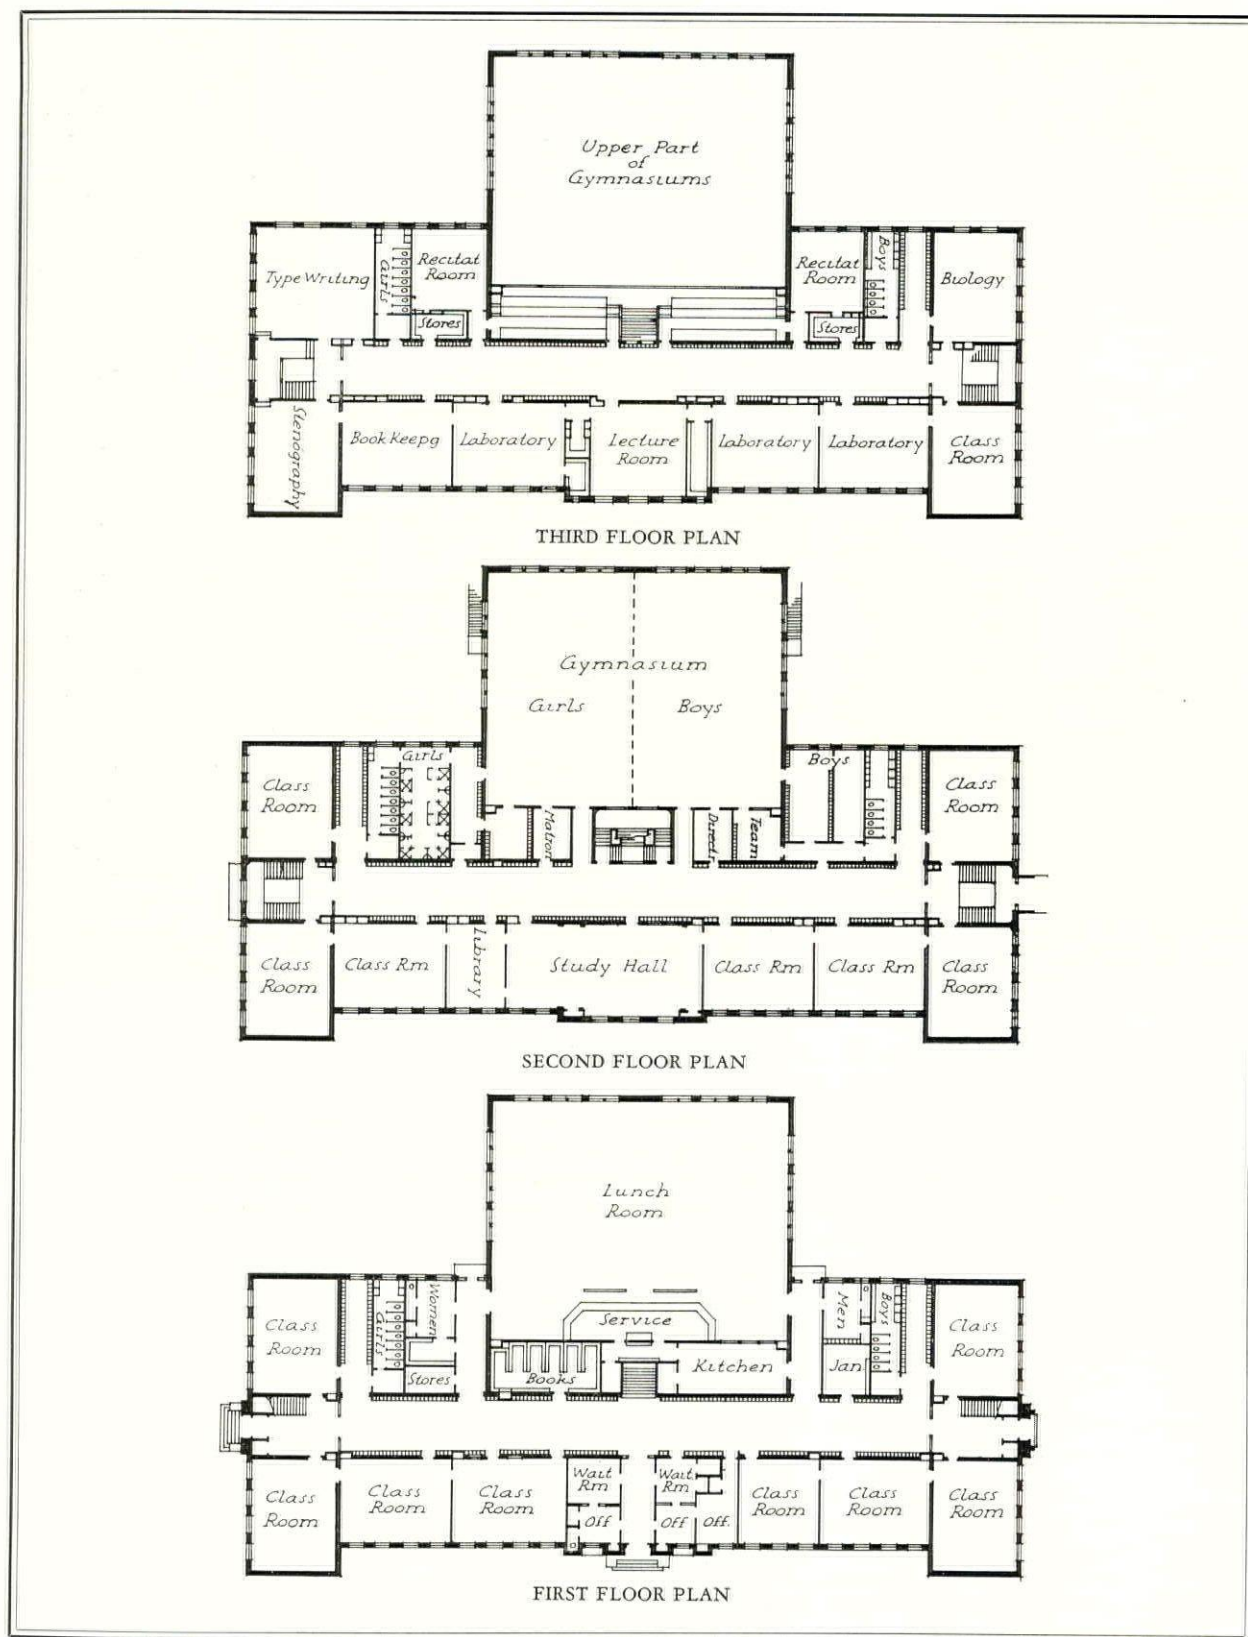 Upper Part
of
Gymnasiums
Type Writing
Girls
Recitat
Room
Stores
Recitat
Room
Stores
Boys
Biology
Stenography
Book Keepg
Laboratory
Lecture
Room
Laboratory
Laboratory
Class
Room
THIRD FLOOR PLAN
Gymnasium
Girls
Boys
Class
Room
Girls
Matron
Directs
Team
Boys
Class
Room
Class
Room
Class Rm
Library
Study Hall
Class Rm
Class Rm
Class
Room
SECOND FLOOR PLAN
Lunch
Room
Service
Class
Room
Girls
Women
Stores
Books
Kitchen
Men
Jan
Boys
Class
Room
Class
Room
Class
Room
Class
Room
Wait
Rm
Off
Wait.
Rm
Off
Off.
Class
Room
Class
Room
Class
Room
FIRST FLOOR PLAN